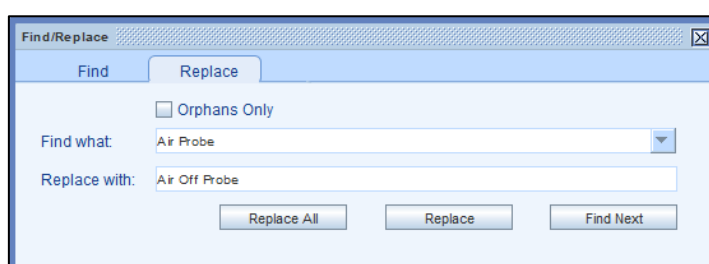 Find/Replace
Find Replace
Orphans Only
Find what: Air Probe
Replace with: Air Off Probe
Replace All Replace Find Next